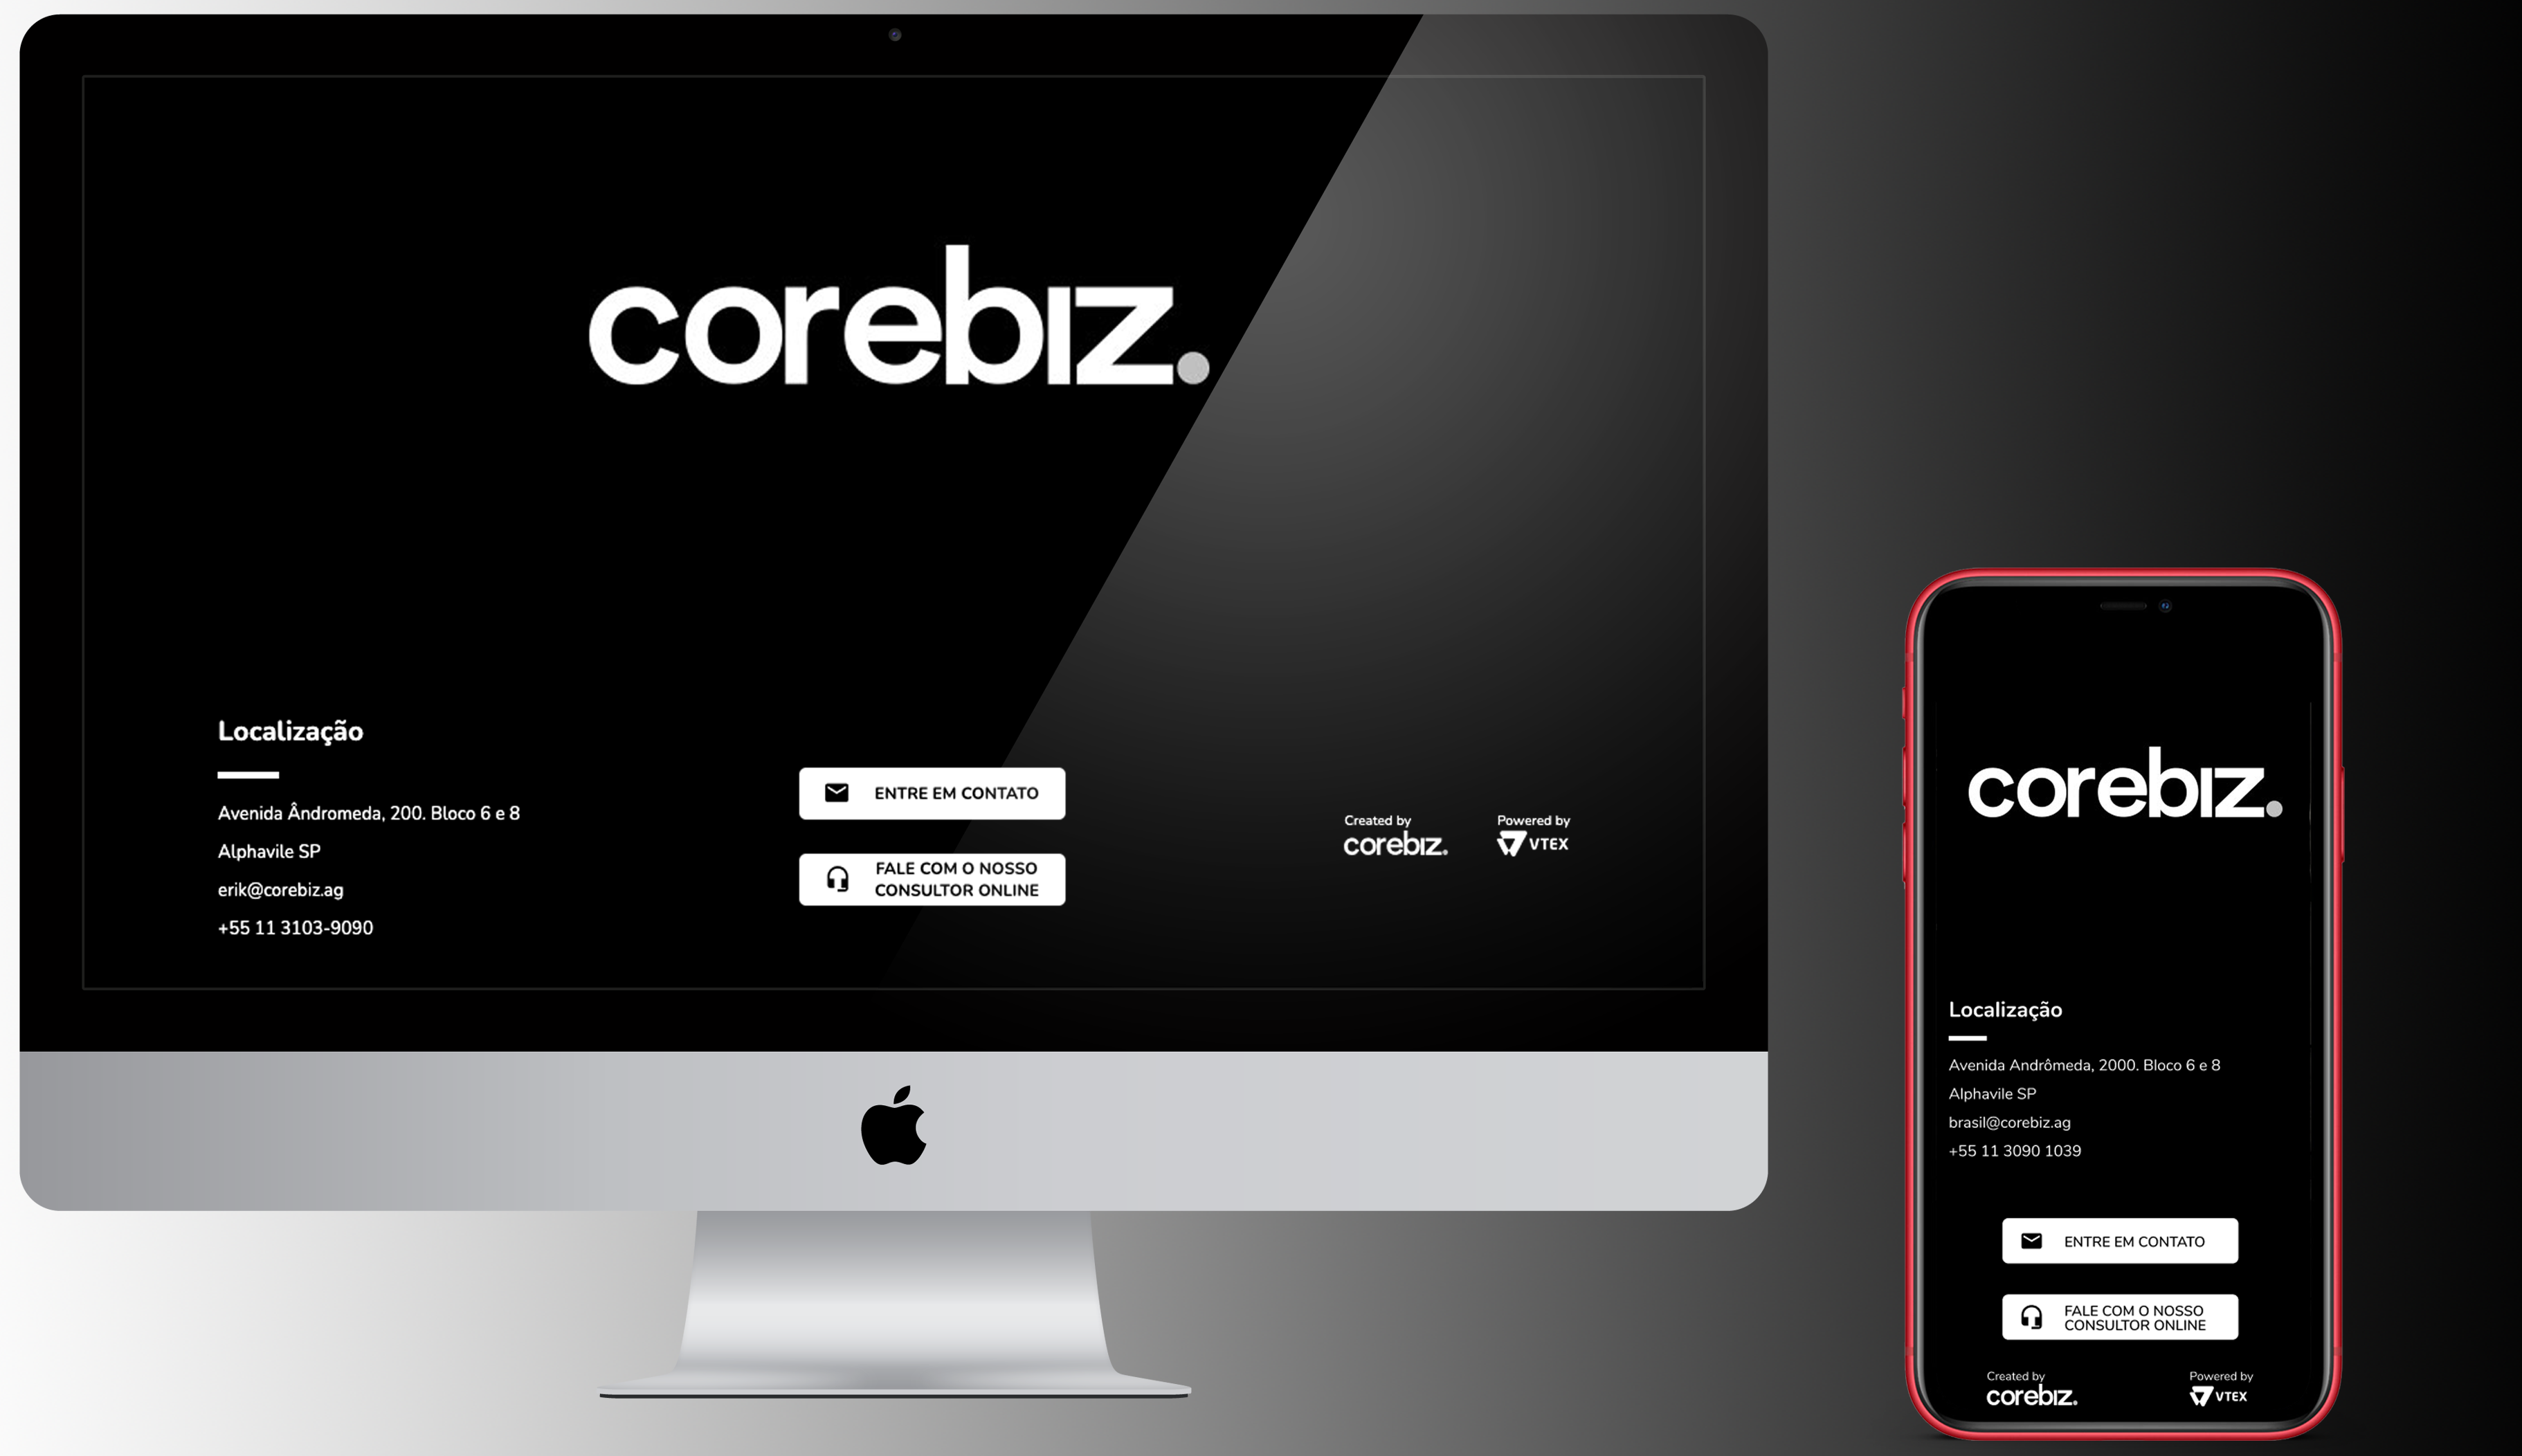 corebiz.
Localização
Avenida Ândromeda, 200. Bloco 6 e 8
Alphavile SP
erik@corebiz.ag
+55 11 3103-9090
ENTRE EM CONTATO
FALE COM O NOSSO
CONSULTOR ONLINE
Created by
corebiz.
Powered by
VTEX
corebiz.
Localização
Avenida Andrômeda, 2000. Bloco 6 e 8
Alphavile SP
brasil@corebiz.ag
+55 11 3090 1039
ENTRE EM CONTATO
FALE COM O NOSSO
CONSULTOR ONLINE
Created by
corebiz.
Powered by
VTEX